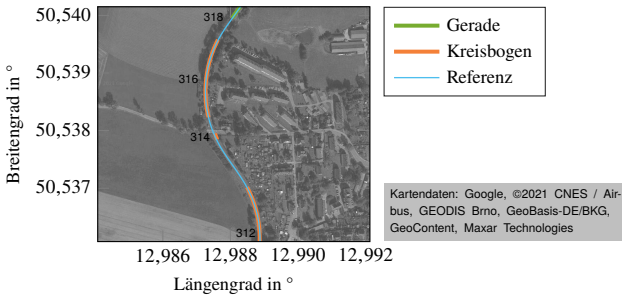 50,540
50,539
50,538
50,537
Breitengrad in °
318
316
314
312
12,986 12,988 12,990 12,992
Längengrad in °
Gerade
Kreisbogen
Referenz
Kartendaten: Google, ©2021 CNES / Air-
bus, GEODIS Brno, GeoBasis-DE/BKG,
GeoContent, Maxar Technologies